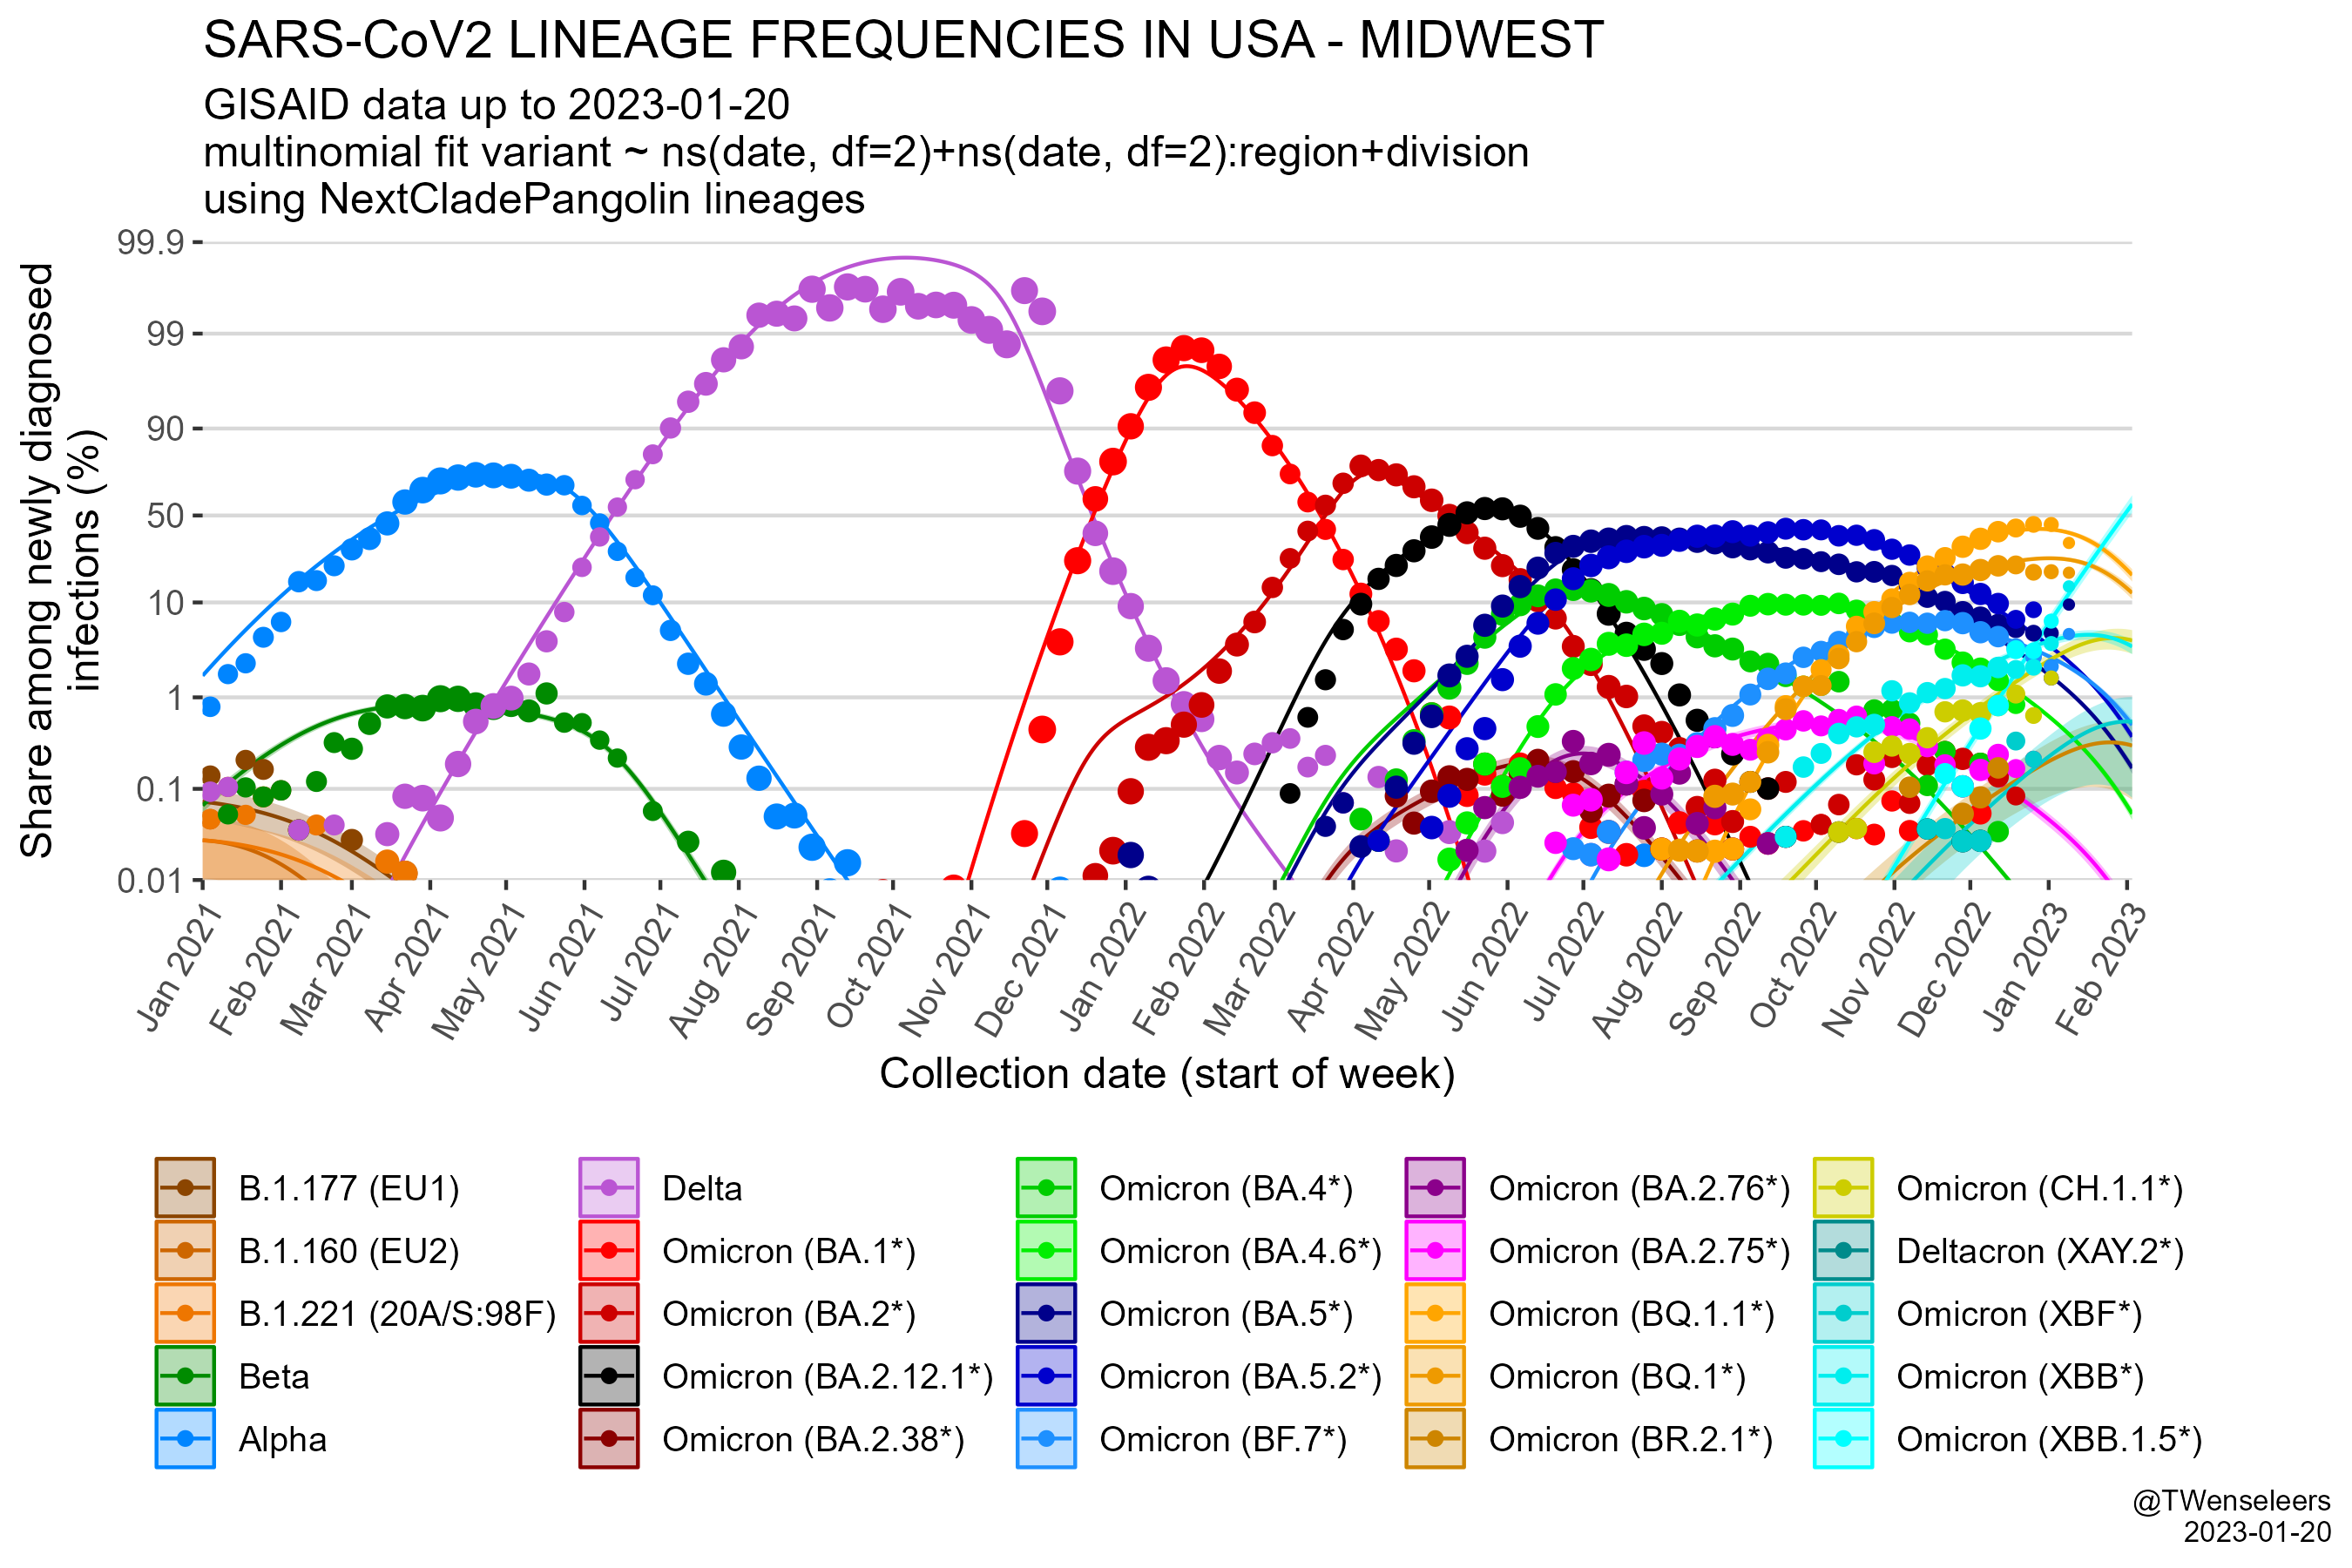 SARS-CoV2 LINEAGE FREQUENCIES IN USA - MIDWEST
GISAID data up to 2023-01-20
multinomial fit variant ~ ns(date, df=2)+ns(date, df=2):region+division
using NextCladePangolin lineages
Share among newly diagnosed
infections (%)
99.9
99
90
50
10
1
0.1
0.01
Jan 2021
Feb 2021
Mar 2021
Apr 2021
May 2021
Jun 2021
Jul 2021
Aug 2021
Sep 2021
Oct 2021
Nov 2021
Dec 2021
Jan 2022
Feb 2022
Mar 2022
Apr 2022
May 2022
Jun 2022
Jul 2022
Aug 2022
Sep 2022
Oct 2022
Nov 2022
Dec 2022
Jan 2023
Feb 2023
Collection date (start of week)
B.1.177 (EU1)
B.1.160 (EU2)
B.1.221 (20A/S:98F)
Beta
Alpha
Delta
Omicron (BA.1*)
Omicron (BA.2*)
Omicron (BA.2.12.1*)
Omicron (BA.2.38*)
Omicron (BA.4*)
Omicron (BA.4.6*)
Omicron (BA.5*)
Omicron (BA.5.2*)
Omicron (BF.7*)
Omicron (BA.2.76*)
Omicron (BA.2.75*)
Omicron (BQ.1.1*)
Omicron (BQ.1*)
Omicron (BR.2.1*)
Omicron (CH.1.1*)
Deltacron (XAY.2*)
Omicron (XBF*)
Omicron (XBB*)
Omicron (XBB.1.5*)
@TWenseleers
2023-01-20